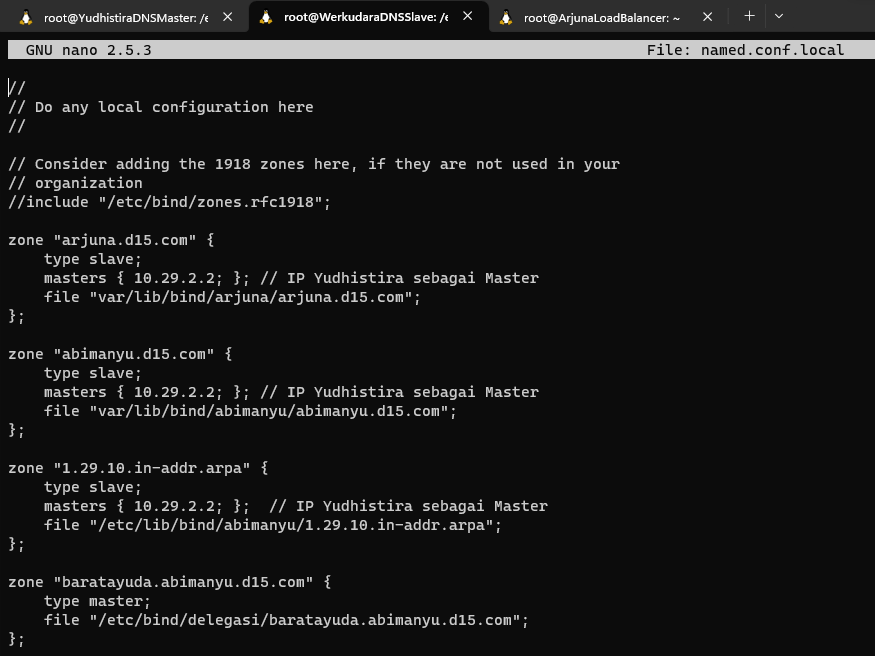 root@YudhistiraDNSMaster: /e
root@WerkudaraDNSSlave: /e
root@ArjunaLoadBalancer: ~
GNU nano 2.5.3 File: named.conf.local
//
// Do any local configuration here
//
// Consider adding the 1918 zones here, if they are not used in your
// organization
//include "/etc/bind/zones.rfc1918";
zone "arjuna.d15.com" {
    type slave;
    masters { 10.29.2.2; }; // IP Yudhistira sebagai Master
    file "var/lib/bind/arjuna/arjuna.d15.com";
};
zone "abimanyu.d15.com" {
    type slave;
    masters { 10.29.2.2; }; // IP Yudhistira sebagai Master
    file "var/lib/bind/abimanyu/abimanyu.d15.com";
};
zone "1.29.10.in-addr.arpa" {
    type slave;
    masters { 10.29.2.2; };  // IP Yudhistira sebagai Master
    file "/etc/lib/bind/abimanyu/1.29.10.in-addr.arpa";
};
zone "baratayuda.abimanyu.d15.com" {
    type master;
    file "/etc/bind/delegasi/baratayuda.abimanyu.d15.com";
};